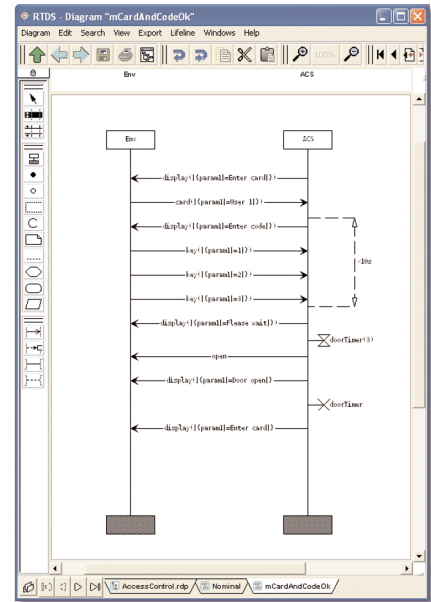 RTDS - Diagram "mCardAndCodeOk"
Diagram Edit Search View Export Lifeline Windows Help
100%
Env ACS
Env ACS
display(|{param1|=Enter card|})
card(|{param1|=User 1|})
display(|{param1|=Enter code|})
key(|{param1|=1|})
~10s
key(|{param1|=2|})
key(|{param1|=3|})
display(|{param1|=Please wait|})
doorTimer(3)
open
display(|{param1|=Door open|})
doorTimer
display(|{param1|=Enter card|})
AccessControl.rdp Nominal mCardAndCodeOk